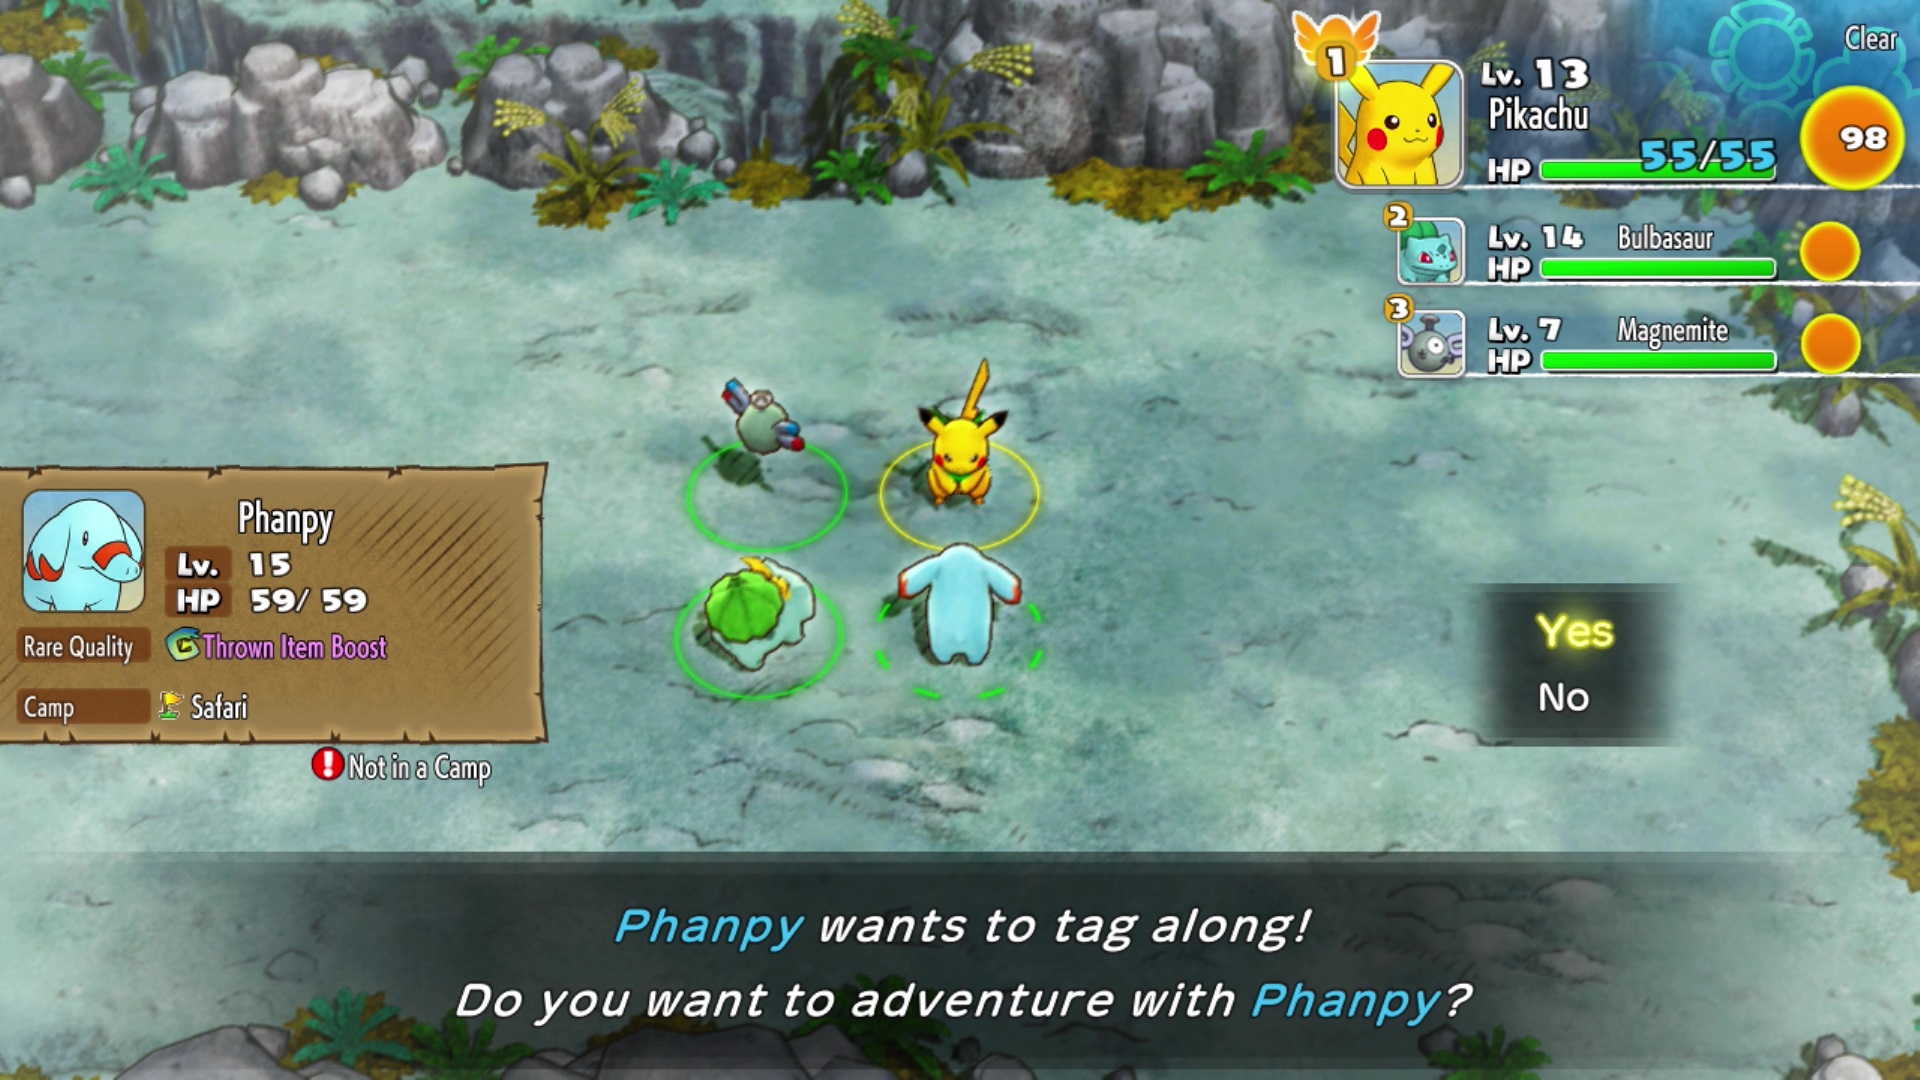 Clear
1
Lv. 13
Pikachu
HP 55/55
98
2
Lv. 14 Bulbasaur
HP
3
Lv. 7 Magnemite
HP
Phanpy
Lv. 15
HP 59/ 59
Rare Quality Thrown Item Boost
Camp Safari
! Not in a Camp
Yes
No
Phanpy wants to tag along!
Do you want to adventure with Phanpy?